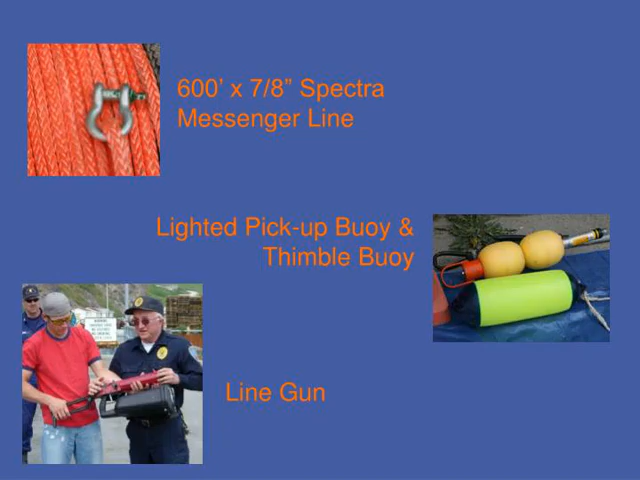 600’ x 7/8” Spectra
Messenger Line
Lighted Pick-up Buoy &
Thimble Buoy
Line Gun